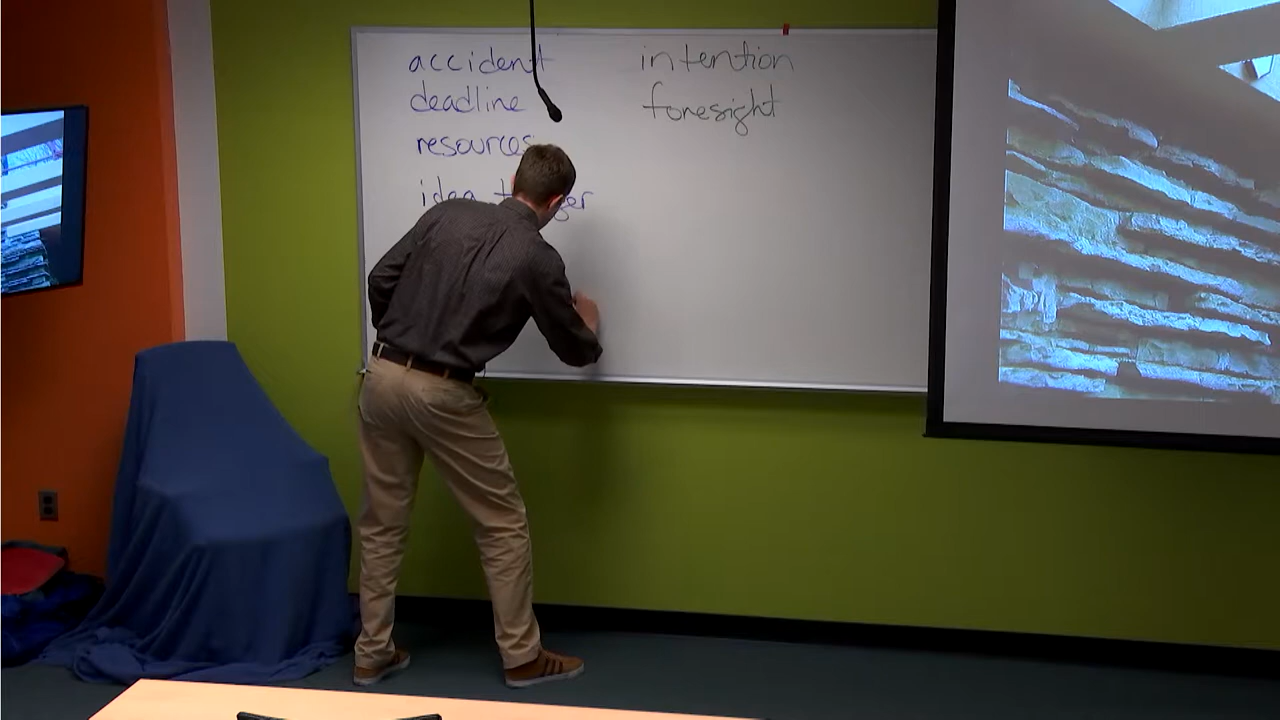 accident
deadline
resources
idea
intention
foresight